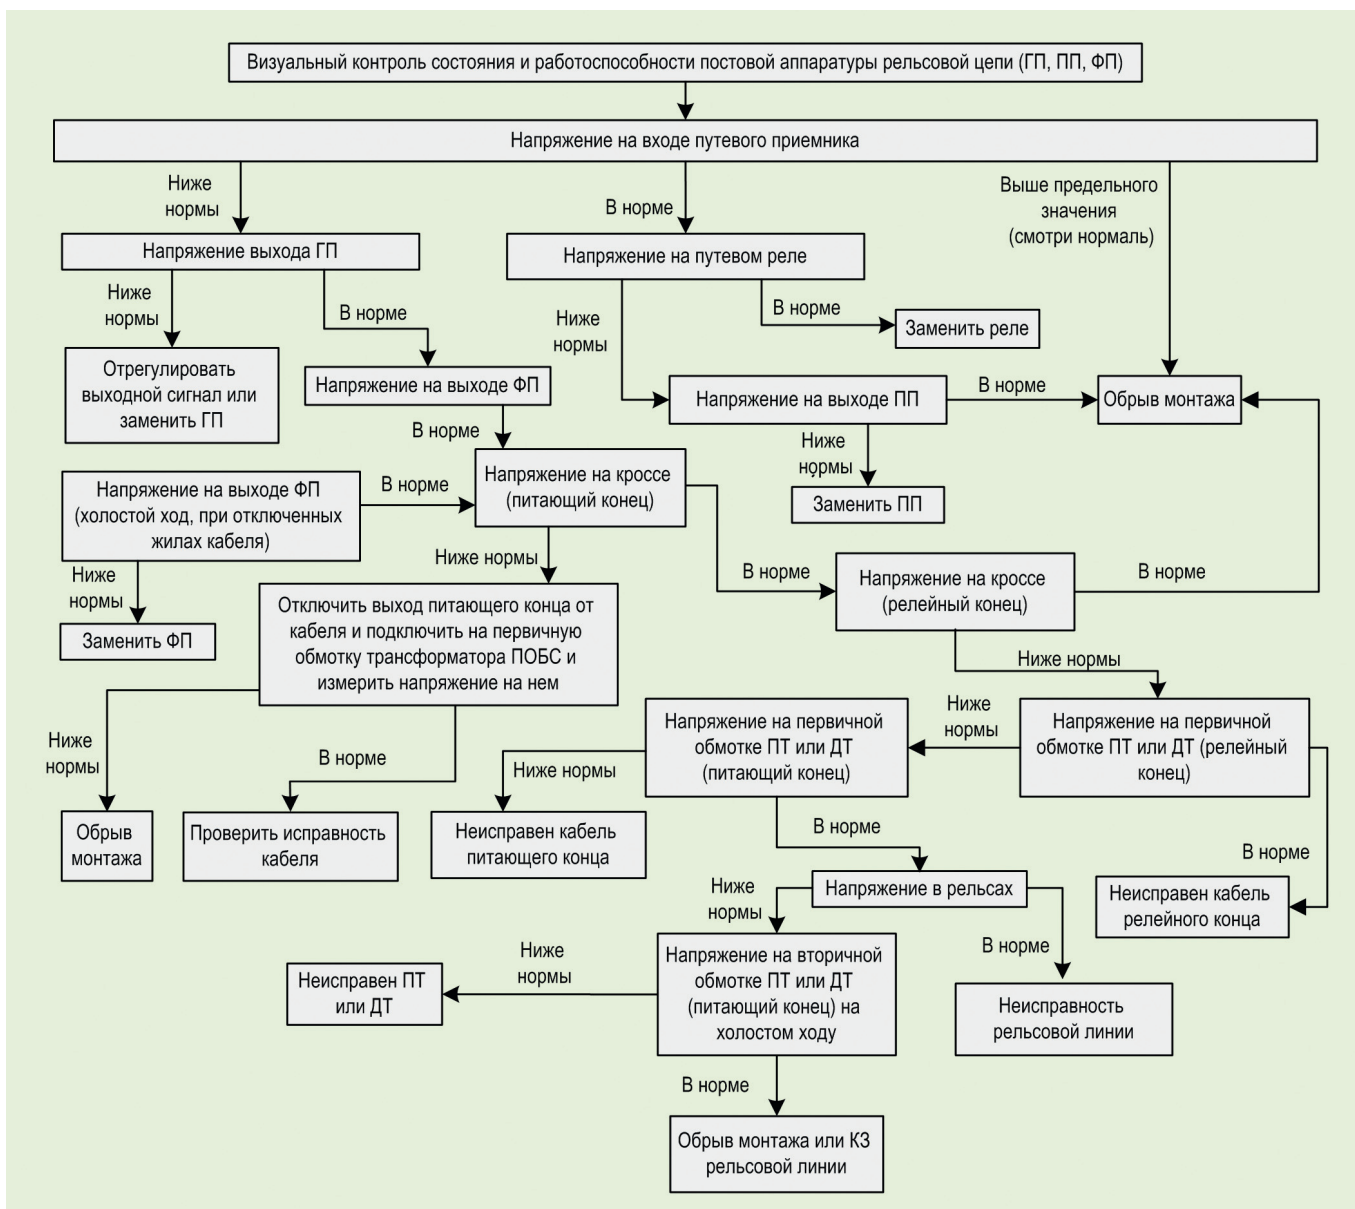 Визуальный контроль состояния и работоспособности постовой аппаратуры рельсовой цепи (ГП, ПП, ФП)
Напряжение на входе путевого приемника
Ниже
нормы
В норме
Выше предельного
значения
(смотри нормаль)
Напряжение выхода ГП
Напряжение на путевом реле
Ниже
нормы
В норме
Ниже
нормы
В норме
Заменить реле
Отрегулировать
выходной сигнал или
заменить ГП
Напряжение на выходе ФП
Напряжение на выходе ПП
В норме
Обрыв монтажа
В норме
Ниже
нормы
Напряжение на выходе ФП
(холостой ход, при отключенных
жилах кабеля)
В норме
Напряжение на кроссе
(питающий конец)
Заменить ПП
Ниже
нормы
Ниже нормы
В норме
Напряжение на кроссе
(релейный конец)
В норме
Заменить ФП
Отключить выход питающего конца от
кабеля и подключить на первичную
обмотку трансформатора ПОБС и
измерить напряжение на нем
Ниже нормы
Ниже
нормы
В норме
Напряжение на первичной
обмотке ПТ или ДТ
(питающий конец)
Ниже
нормы
Напряжение на первичной
обмотке ПТ или ДТ (релейный
конец)
Ниже нормы
Обрыв
монтажа
Проверить исправность
кабеля
Неисправен кабель
питающего конца
В норме
В норме
Напряжение в рельсах
Неисправен кабель
релейного конца
Ниже
нормы
В норме
Ниже
нормы
Напряжение на вторичной
обмотке ПТ или ДТ
(питающий конец) на
холостом ходу
Неисправен ПТ
или ДТ
Неисправность
рельсовой линии
В норме
Обрыв монтажа или КЗ
рельсовой линии